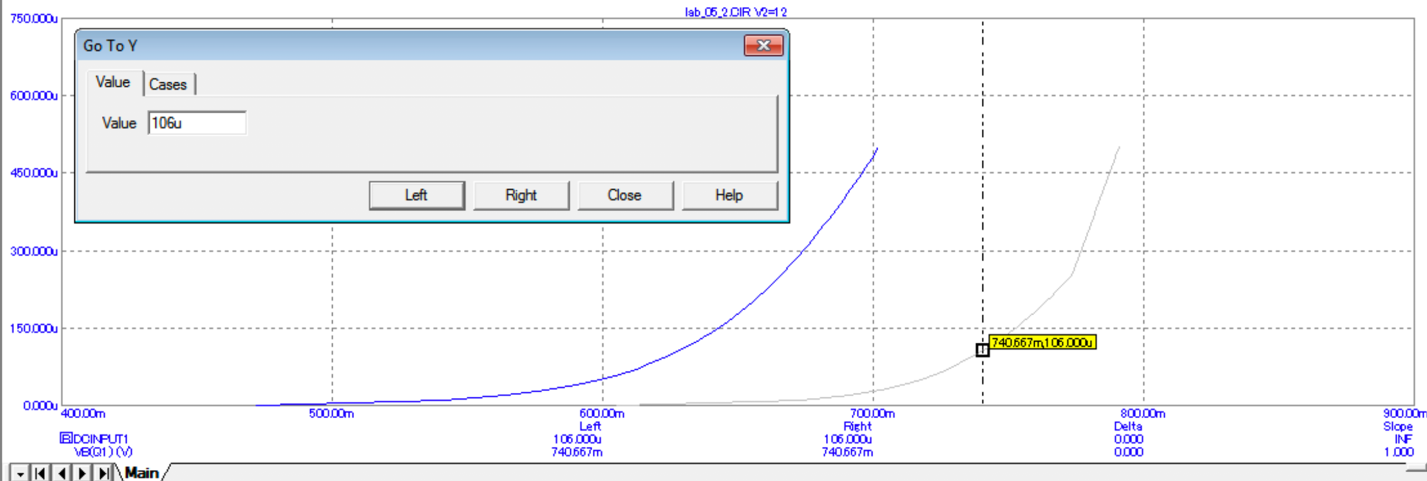 lab_05_2.CIR V2=12
750.000u
Go To Y
Value Cases
Value 106u
Left Right Close Help
600.000u
450.000u
300.000u
150.000u
740.667m,106.000u
0.000u
400.00m 500.00m 600.00m 700.00m 800.00m 900.00m
Left Right Delta Slope
DCINPUT1 106.000u 106.000u 0.000 INF
VB(Q1) (V) 740.667m 740.667m 0.000 1.000
Main